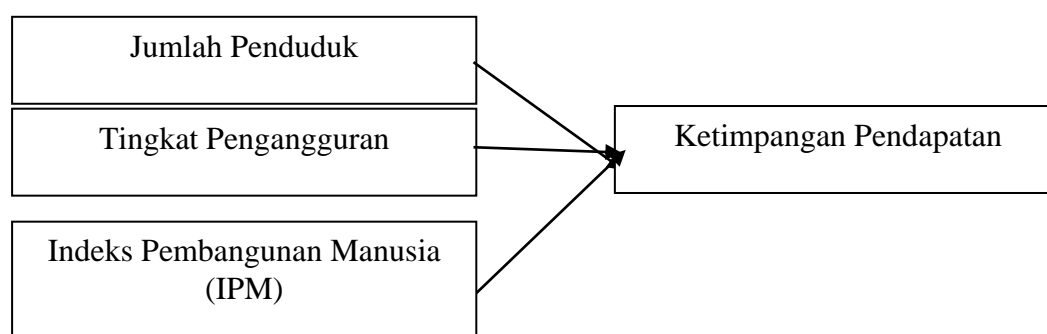 Jumlah Penduduk
Tingkat Pengangguran
Ketimpangan Pendapatan
Indeks Pembangunan Manusia
(IPM)